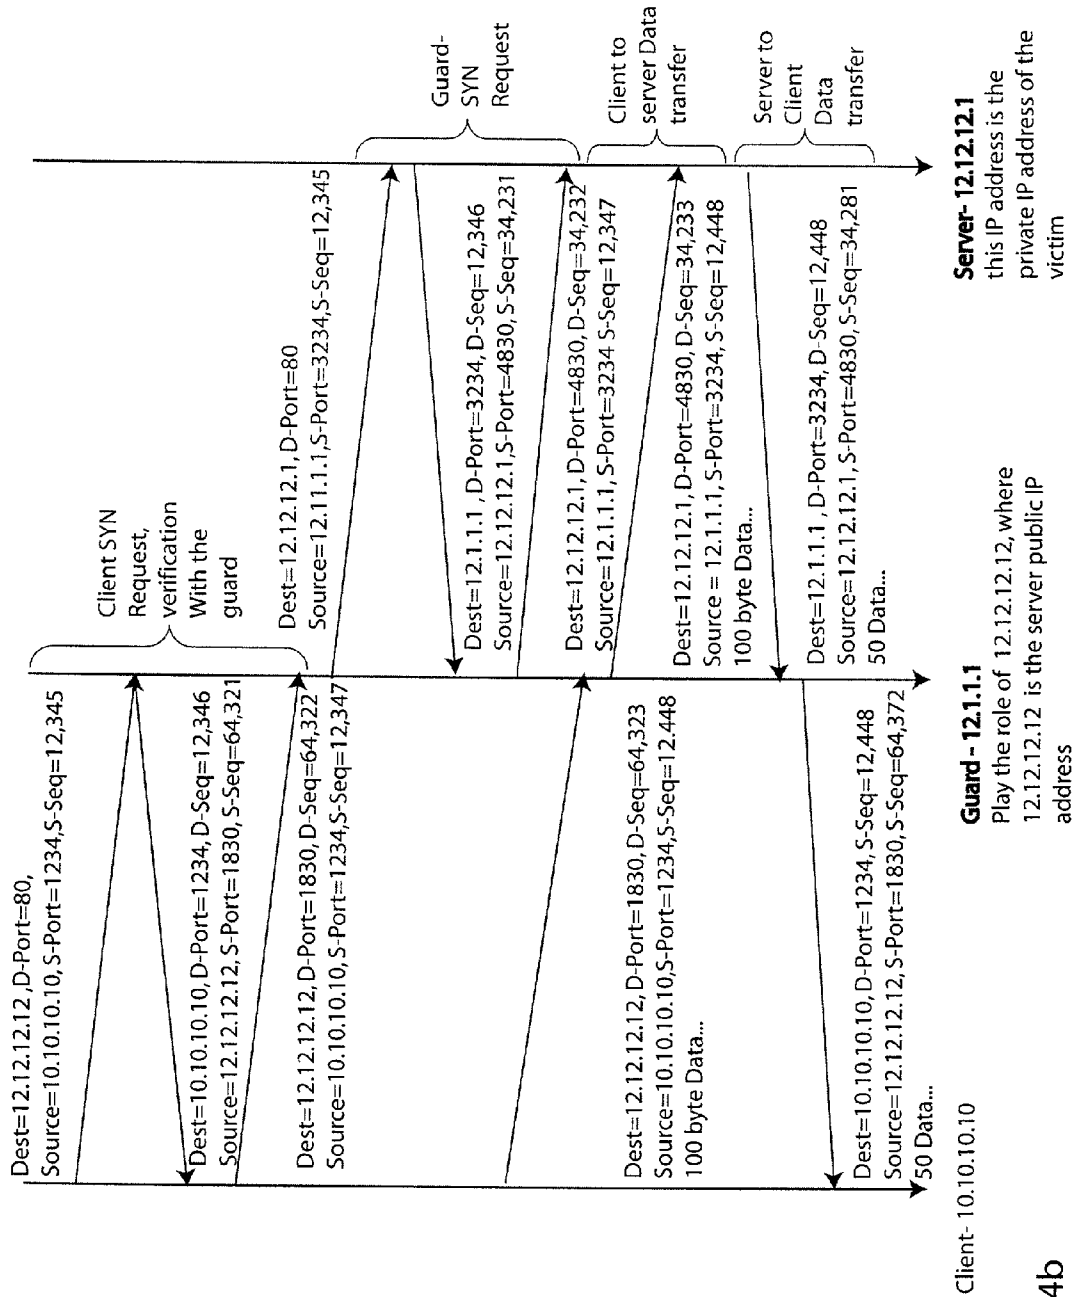 Dest=12.12.12.12 ,D-Port=80,
Source=10.10.10.10, S-Port=1234,S-Seq=12,345
Client SYN
Request,
verification
With the
guard
Dest=10.10.10.10, D-Port=1234, D-Seq=12,346
Source=12.12.12.12, S-Port=1830, S-Seq=64,321
Dest=12.12.12.12, D-Port=1830, D-Seq=64,322
Source=10.10.10.10, S-Port=1234,S-Seq=12,347
Dest=12.12.12.1, D-Port=80
Source=12.11.1.1,S-Port=3234,S-Seq=12,345
Guard-
SYN
Request
Dest=12.1.1.1 , D-Port=3234, D-Seq=12,346
Source=12.12.12.1,S-Port=4830, S-Seq=34,231
Dest=12.12.12.1, D-Port=4830, D-Seq=34,232
Source=12.1.1.1, S-Port=3234 S-Seq=12,347
Client to
server Data
transfer
Dest=12.12.12.12, D-Port=1830, D-Seq=64,323
Source=10.10.10.10,S-Port=1234,S-Seq=12.448
100 byte Data...
Dest=12.12.12.1, D-Port=4830, D-Seq=34,233
Source = 12.1.1.1, S-Port=3234, S-Seq=12,448
100 byte Data...
Server to
Client
Data
transfer
Dest=12.1.1.1 , D-Port=3234, D-Seq=12,448
Source=12.12.12.1, S-Port=4830, S-Seq=34,281
50 Data...
Dest=10.10.10.10, D-Port=1234, S-Seq=12,448
Source=12.12.12.12, S-Port=1830, S-Seq=64,372
50 Data...
Client- 10.10.10.10
Guard - 12.1.1.1
Play the role of 12.12.12.12, where
12.12.12.12 is the server public IP
address
Server- 12.12.12.1
this IP address is the
private IP address of the
victim
4b